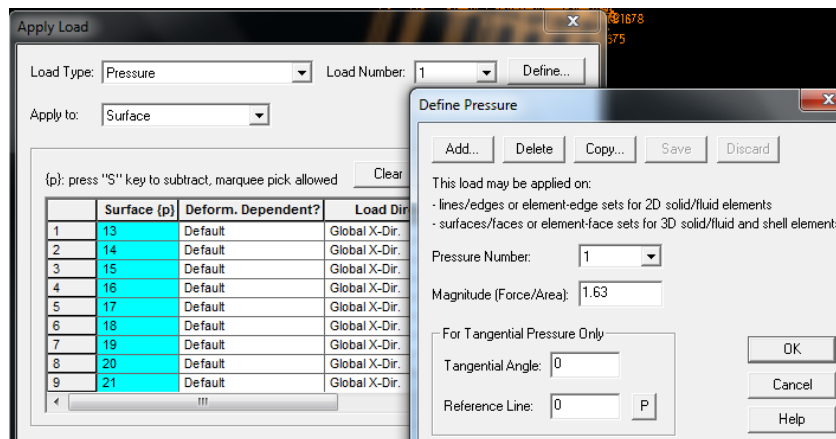 81678
675
Apply Load
Load Type: Pressure Load Number: 1 Define...
Apply to: Surface
{p}: press "S" key to subtract, marquee pick allowed Clear
Surface {p} Deform. Dependent? Load Dir
1 13 Default Global X-Dir.
2 14 Default Global X-Dir.
3 15 Default Global X-Dir.
4 16 Default Global X-Dir.
5 17 Default Global X-Dir.
6 18 Default Global X-Dir.
7 19 Default Global X-Dir.
8 20 Default Global X-Dir.
9 21 Default Global X-Dir.
Define Pressure
Add... Delete Copy... Save Discard
This load may be applied on:
- lines/edges or element-edge sets for 2D solid/fluid elements
- surfaces/faces or element-face sets for 3D solid/fluid and shell elements
Pressure Number: 1
Magnitude (Force/Area): 1.63
For Tangential Pressure Only
Tangential Angle: 0
Reference Line: 0 P
OK
Cancel
Help